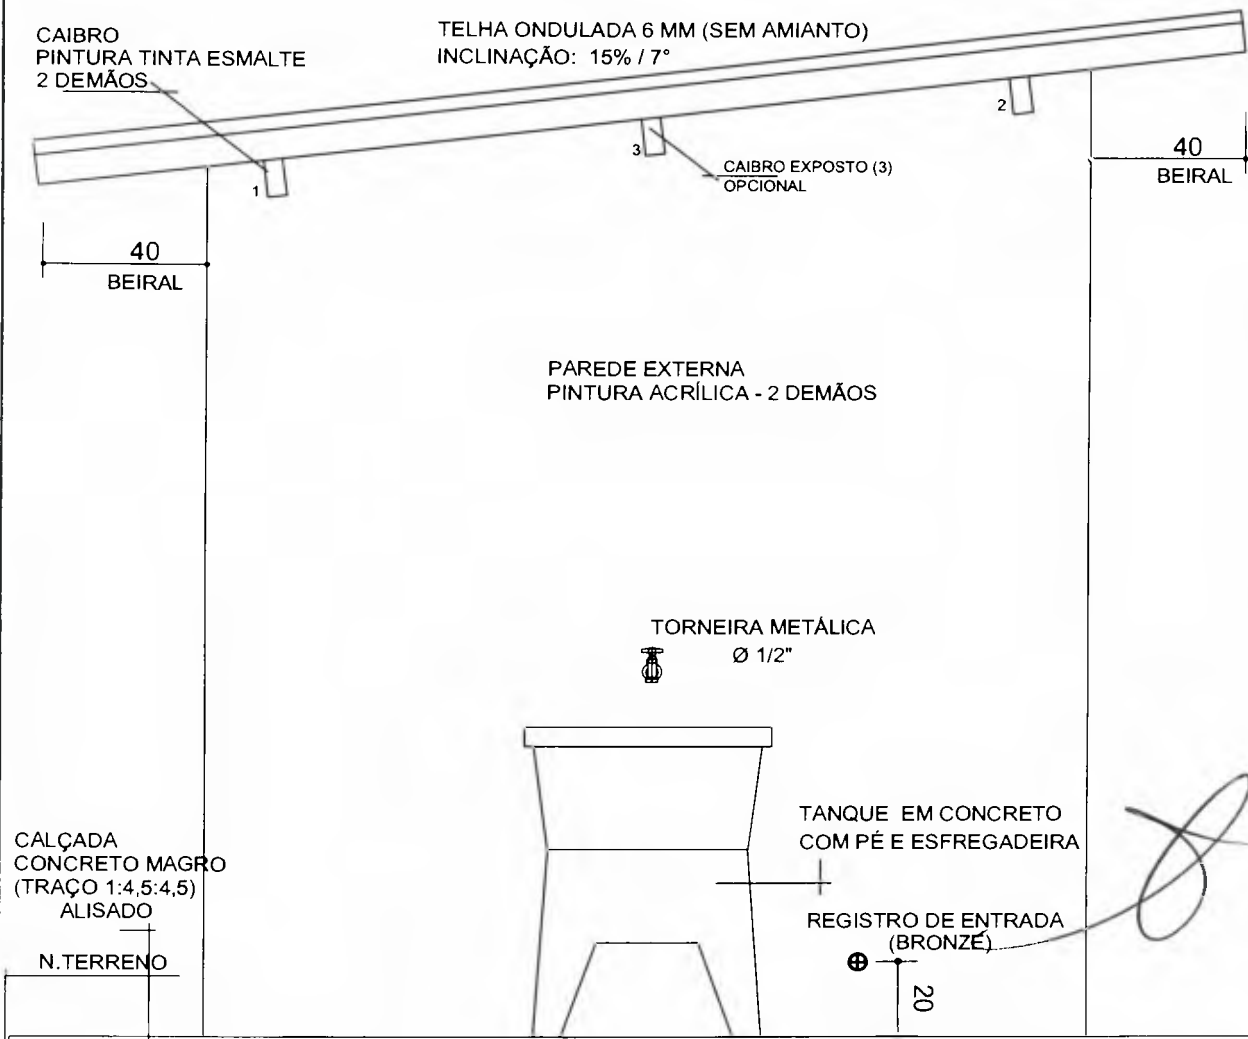 CAIBRO
PINTURA TINTA ESMALTE
2 DEMÃOS
TELHA ONDULADA 6 MM (SEM AMIANTO)
INCLINAÇÃO: 15% / 7°
1
3
2
CAIBRO EXPOSTO (3)
OPCIONAL
40
BEIRAL
40
BEIRAL
PAREDE EXTERNA
PINTURA ACRÍLICA - 2 DEMÃOS
TORNEIRA METÁLICA
Ø 1/2"
TANQUE EM CONCRETO
COM PÉ E ESFREGADEIRA
CALÇADA
CONCRETO MAGRO
(TRAÇO 1:4,5:4,5)
ALISADO
N.TERRENO
REGISTRO DE ENTRADA
(BRONZE)
20